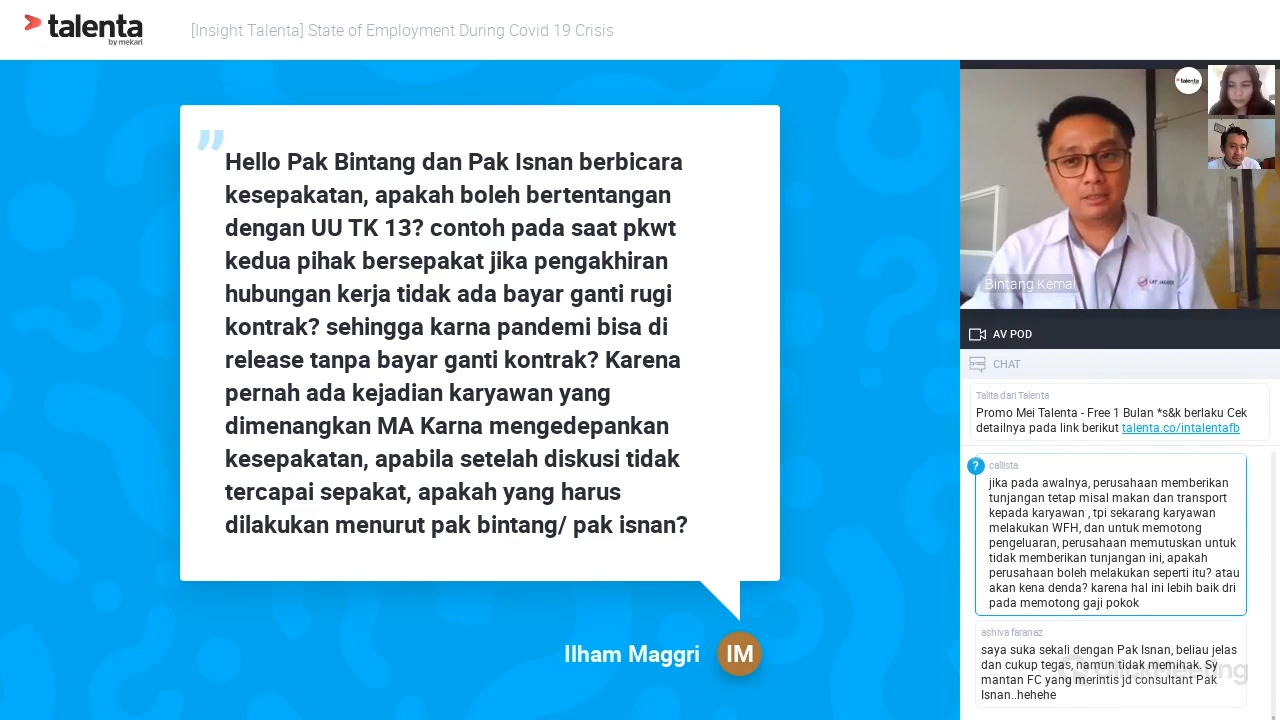 talenta
by mekari
[Insight Talenta] State of Employment During Covid 19 Crisis
Hello Pak Bintang dan Pak Isnan berbicara
kesepakatan, apakah boleh bertentangan
dengan UU TK 13? contoh pada saat pkwt
kedua pihak bersepakat jika pengakhiran
hubungan kerja tidak ada bayar ganti rugi
kontrak? sehingga karna pandemi bisa di
release tanpa bayar ganti kontrak? Karena
pernah ada kejadian karyawan yang
dimenangkan MA Karna mengedepankan
kesepakatan, apabila setelah diskusi tidak
tercapai sepakat, apakah yang harus
dilakukan menurut pak bintang/ pak isnan?
Ilham Maggri
IM
talenta
Bintang Kemal
AV POD
CHAT
Talita dari Talenta
Promo Mei Talenta - Free 1 Bulan *s&k berlaku Cek
detailnya pada link berikut talenta.co/intalentafb
?
callista
jika pada awalnya, perusahaan memberikan
tunjangan tetap misal makan dan transport
kepada karyawan , tpi sekarang karyawan
melakukan WFH, dan untuk memotong
pengeluaran, perusahaan memutuskan untuk
tidak memberikan tunjangan ini, apakah
perusahaan boleh melakukan seperti itu? atau
akan kena denda? karena hal ini lebih baik dri
pada memotong gaji pokok
ashiva faranaz
saya suka sekali dengan Pak Isnan, beliau jelas
dan cukup tegas, namun tidak memihak. Sy
mantan FC yang merintis jd consultant Pak
Isnan..hehehe
ClickMeeting